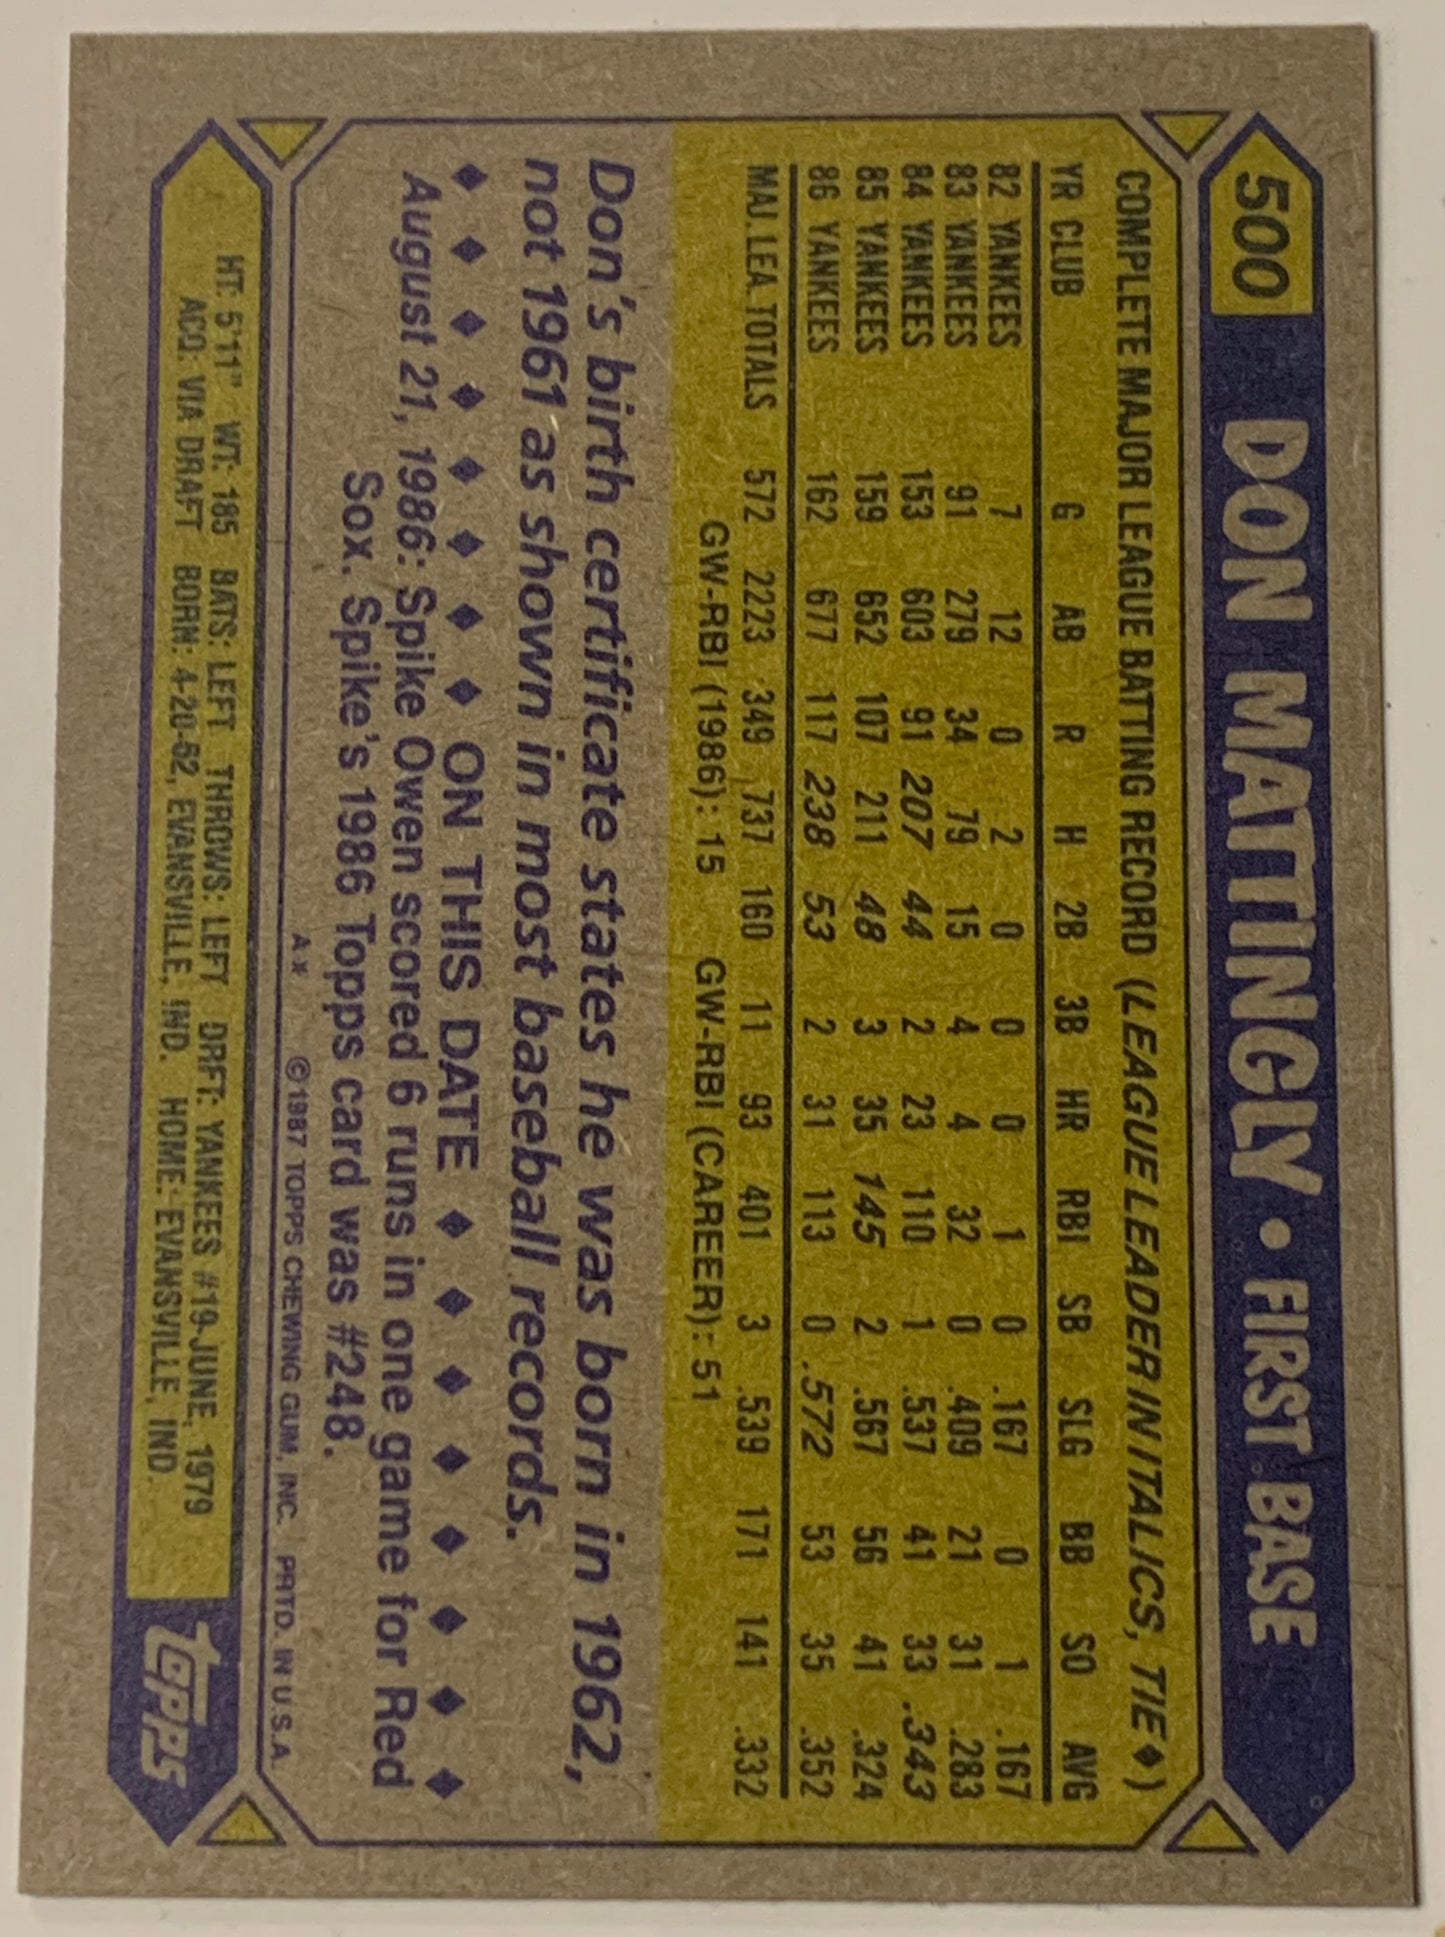 500 DON MATTINGLY • FIRST BASE
COMPLETE MAJOR LEAGUE BATTING RECORD (LEAGUE LEADER IN ITALICS, TIE ♦)
YR CLUB G AB R H 2B 3B HR RBI SB SLG BB SO AVG
82 YANKEES 7 12 0 2 0 0 0 1 0 .167 0 1 .167
83 YANKEES 91 279 34 79 15 4 4 32 0 .409 21 31 .283
84 YANKEES 153 603 91 207 44 2 23 110 1 .537 41 33 .343
85 YANKEES 159 652 107 211 48 3 35 145 2 .567 56 41 .324
86 YANKEES 162 677 117 238 53 2 31 113 0 .572 53 35 .352
MAJ. LEA. TOTALS 572 2223 349 737 160 11 93 401 3 .539 171 141 .332
GW-RBI (1986): 15 GW-RBI (CAREER): 51
Don's birth certificate states he was born in 1962,
not 1961 as shown in most baseball records.
♦ ♦ ♦ ♦ ♦ ♦ ♦ ♦ ON THIS DATE ♦ ♦ ♦ ♦ ♦ ♦ ♦ ♦
August 21, 1986: Spike Owen scored 6 runs in one game for Red
Sox. Spike's 1986 Topps card was #248.
A* © 1987 TOPPS CHEWING GUM, INC. PRTD. IN U.S.A.
HT: 5'11" WT: 185 BATS: LEFT THROWS: LEFT DRFT: YANKEES #19-JUNE, 1979
ACQ: VIA DRAFT BORN: 4-20-62, EVANSVILLE, IND. HOME: EVANSVILLE, IND.
topps